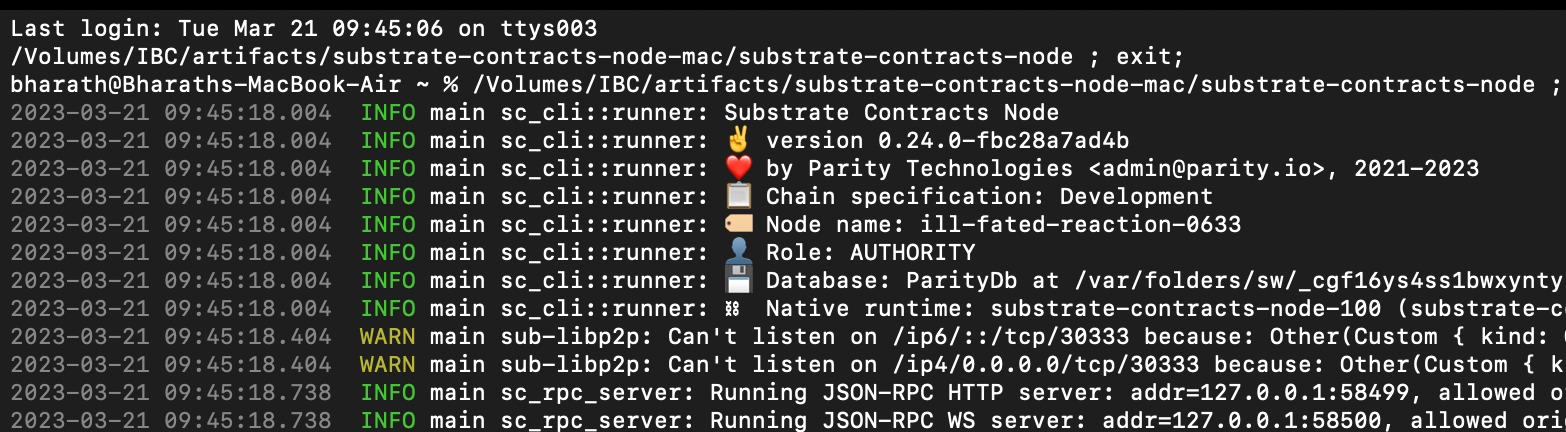 Last login: Tue Mar 21 09:45:06 on ttys003
/Volumes/IBC/artifacts/substrate-contracts-node-mac/substrate-contracts-node ; exit;
bharath@Bharaths-MacBook-Air ~ % /Volumes/IBC/artifacts/substrate-contracts-node-mac/substrate-contracts-node ;
2023-03-21 09:45:18.004  INFO main sc_cli::runner: Substrate Contracts Node
2023-03-21 09:45:18.004  INFO main sc_cli::runner: ✌️ version 0.24.0-fbc28a7ad4b
2023-03-21 09:45:18.004  INFO main sc_cli::runner: ❤️ by Parity Technologies <admin@parity.io>, 2021-2023
2023-03-21 09:45:18.004  INFO main sc_cli::runner: 📋 Chain specification: Development
2023-03-21 09:45:18.004  INFO main sc_cli::runner: 🏷 Node name: ill-fated-reaction-0633
2023-03-21 09:45:18.004  INFO main sc_cli::runner: 👤 Role: AUTHORITY
2023-03-21 09:45:18.004  INFO main sc_cli::runner: 💾 Database: ParityDb at /var/folders/sw/_cgf16ys4ss1bwxynty
2023-03-21 09:45:18.004  INFO main sc_cli::runner: ⛓ Native runtime: substrate-contracts-node-100 (substrate-c
2023-03-21 09:45:18.404  WARN main sub-libp2p: Can't listen on /ip6/::/tcp/30333 because: Other(Custom { kind:
2023-03-21 09:45:18.404  WARN main sub-libp2p: Can't listen on /ip4/0.0.0.0/tcp/30333 because: Other(Custom { k
2023-03-21 09:45:18.738  INFO main sc_rpc_server: Running JSON-RPC HTTP server: addr=127.0.0.1:58499, allowed o
2023-03-21 09:45:18.738  INFO main sc_rpc_server: Running JSON-RPC WS server: addr=127.0.0.1:58500, allowed ori